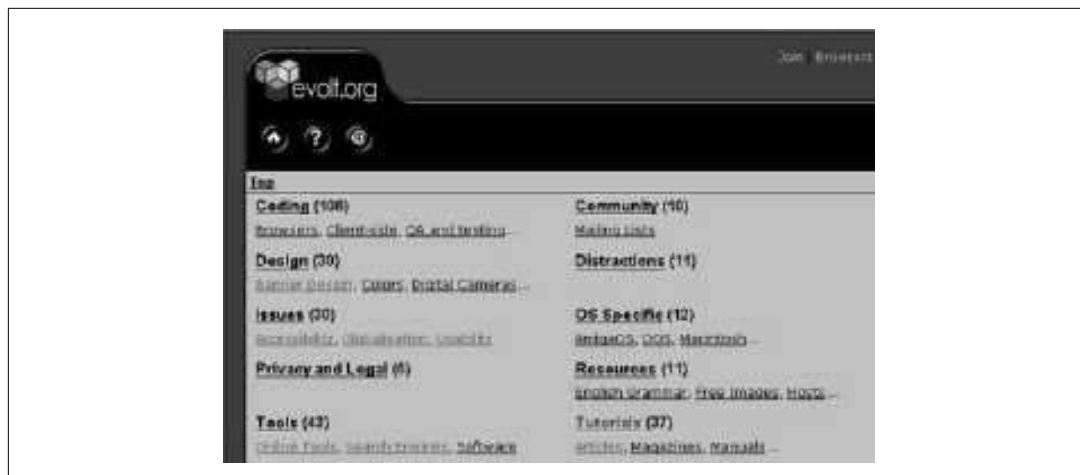 Join Browsers
evolt.org
?
Top
Coding (106)
Browsers, Client-side, QA and testing...
Design (30)
Banner Design, Colors, Digital Cameras...
Issues (30)
Accessibility, Globalisation, Usability
Privacy and Legal (6)
Tools (43)
Online Tools, Search Engines, Software
Community (10)
Mailing Lists
Distractions (11)
OS Specific (12)
AmigaOS, DOS, Macintosh...
Resources (11)
English Grammar, Free Images, Hosts...
Tutorials (37)
Articles, Magazines, Manuals...